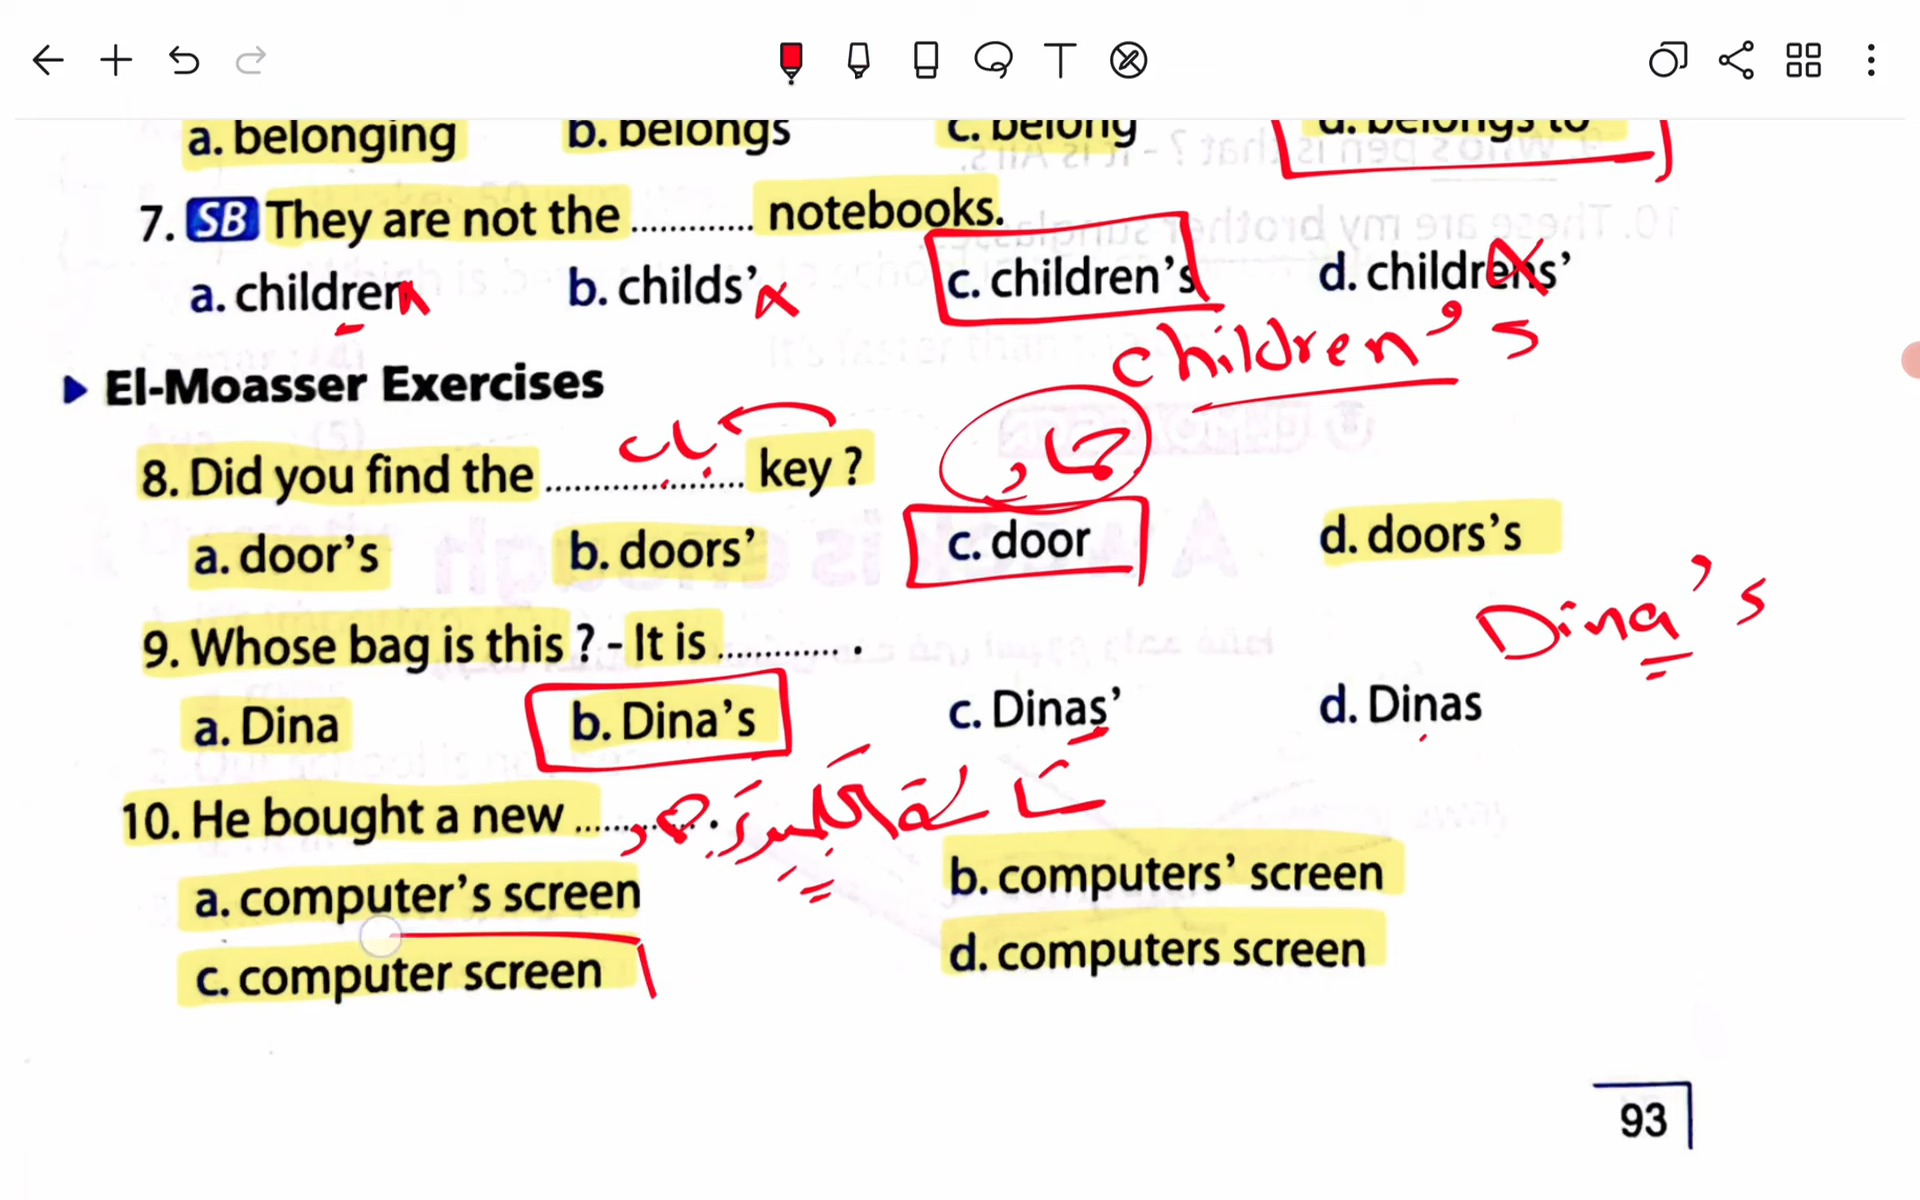 a. belonging b. belongs c. belong d. belongs to
7. SB They are not the ............ notebooks.
a. children b. childs’ c. children’s d. childrens’
children’s
El-Moasser Exercises
باب
جماد
8. Did you find the .................... key ?
a. door’s b. doors’ c. door d. doors’s
Dina’s
9. Whose bag is this ? - It is ............ .
a. Dina b. Dina’s c. Dinas’ d. Dinas
10. He bought a new ............ .
a. computer’s screen b. computers’ screen
c. computer screen d. computers screen
93